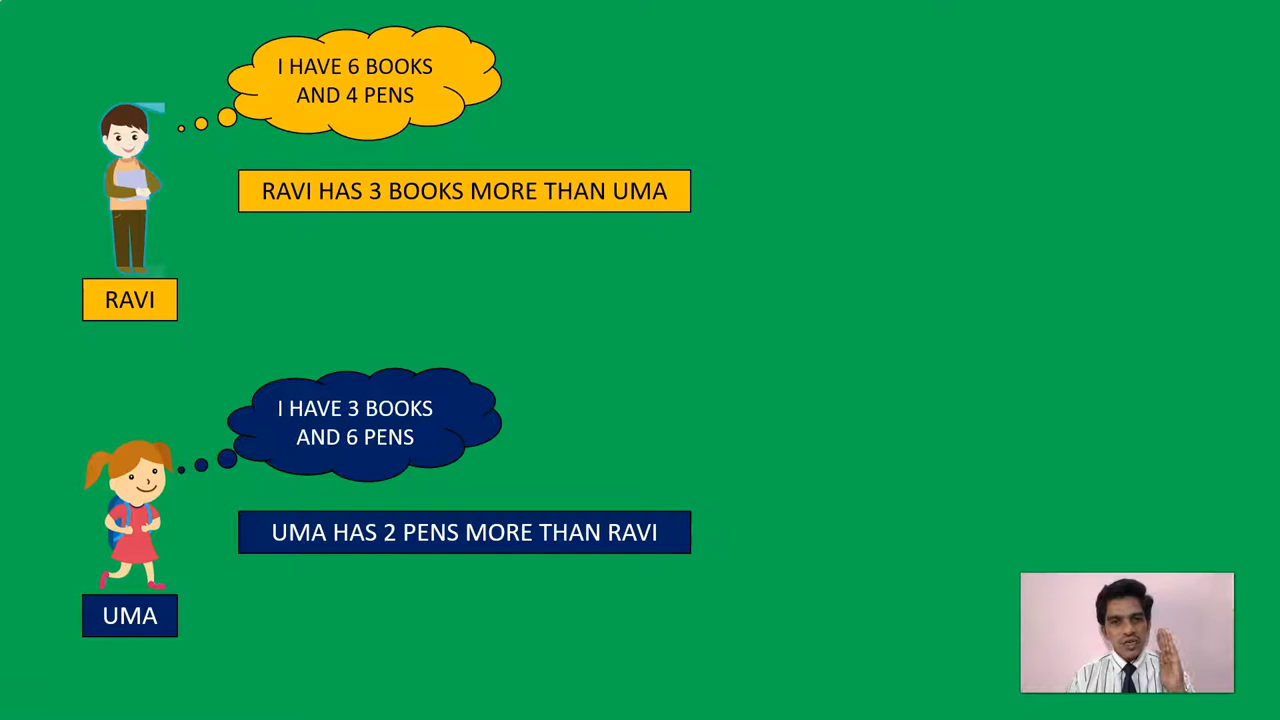 I HAVE 6 BOOKS
AND 4 PENS
RAVI HAS 3 BOOKS MORE THAN UMA
RAVI
I HAVE 3 BOOKS
AND 6 PENS
UMA HAS 2 PENS MORE THAN RAVI
UMA